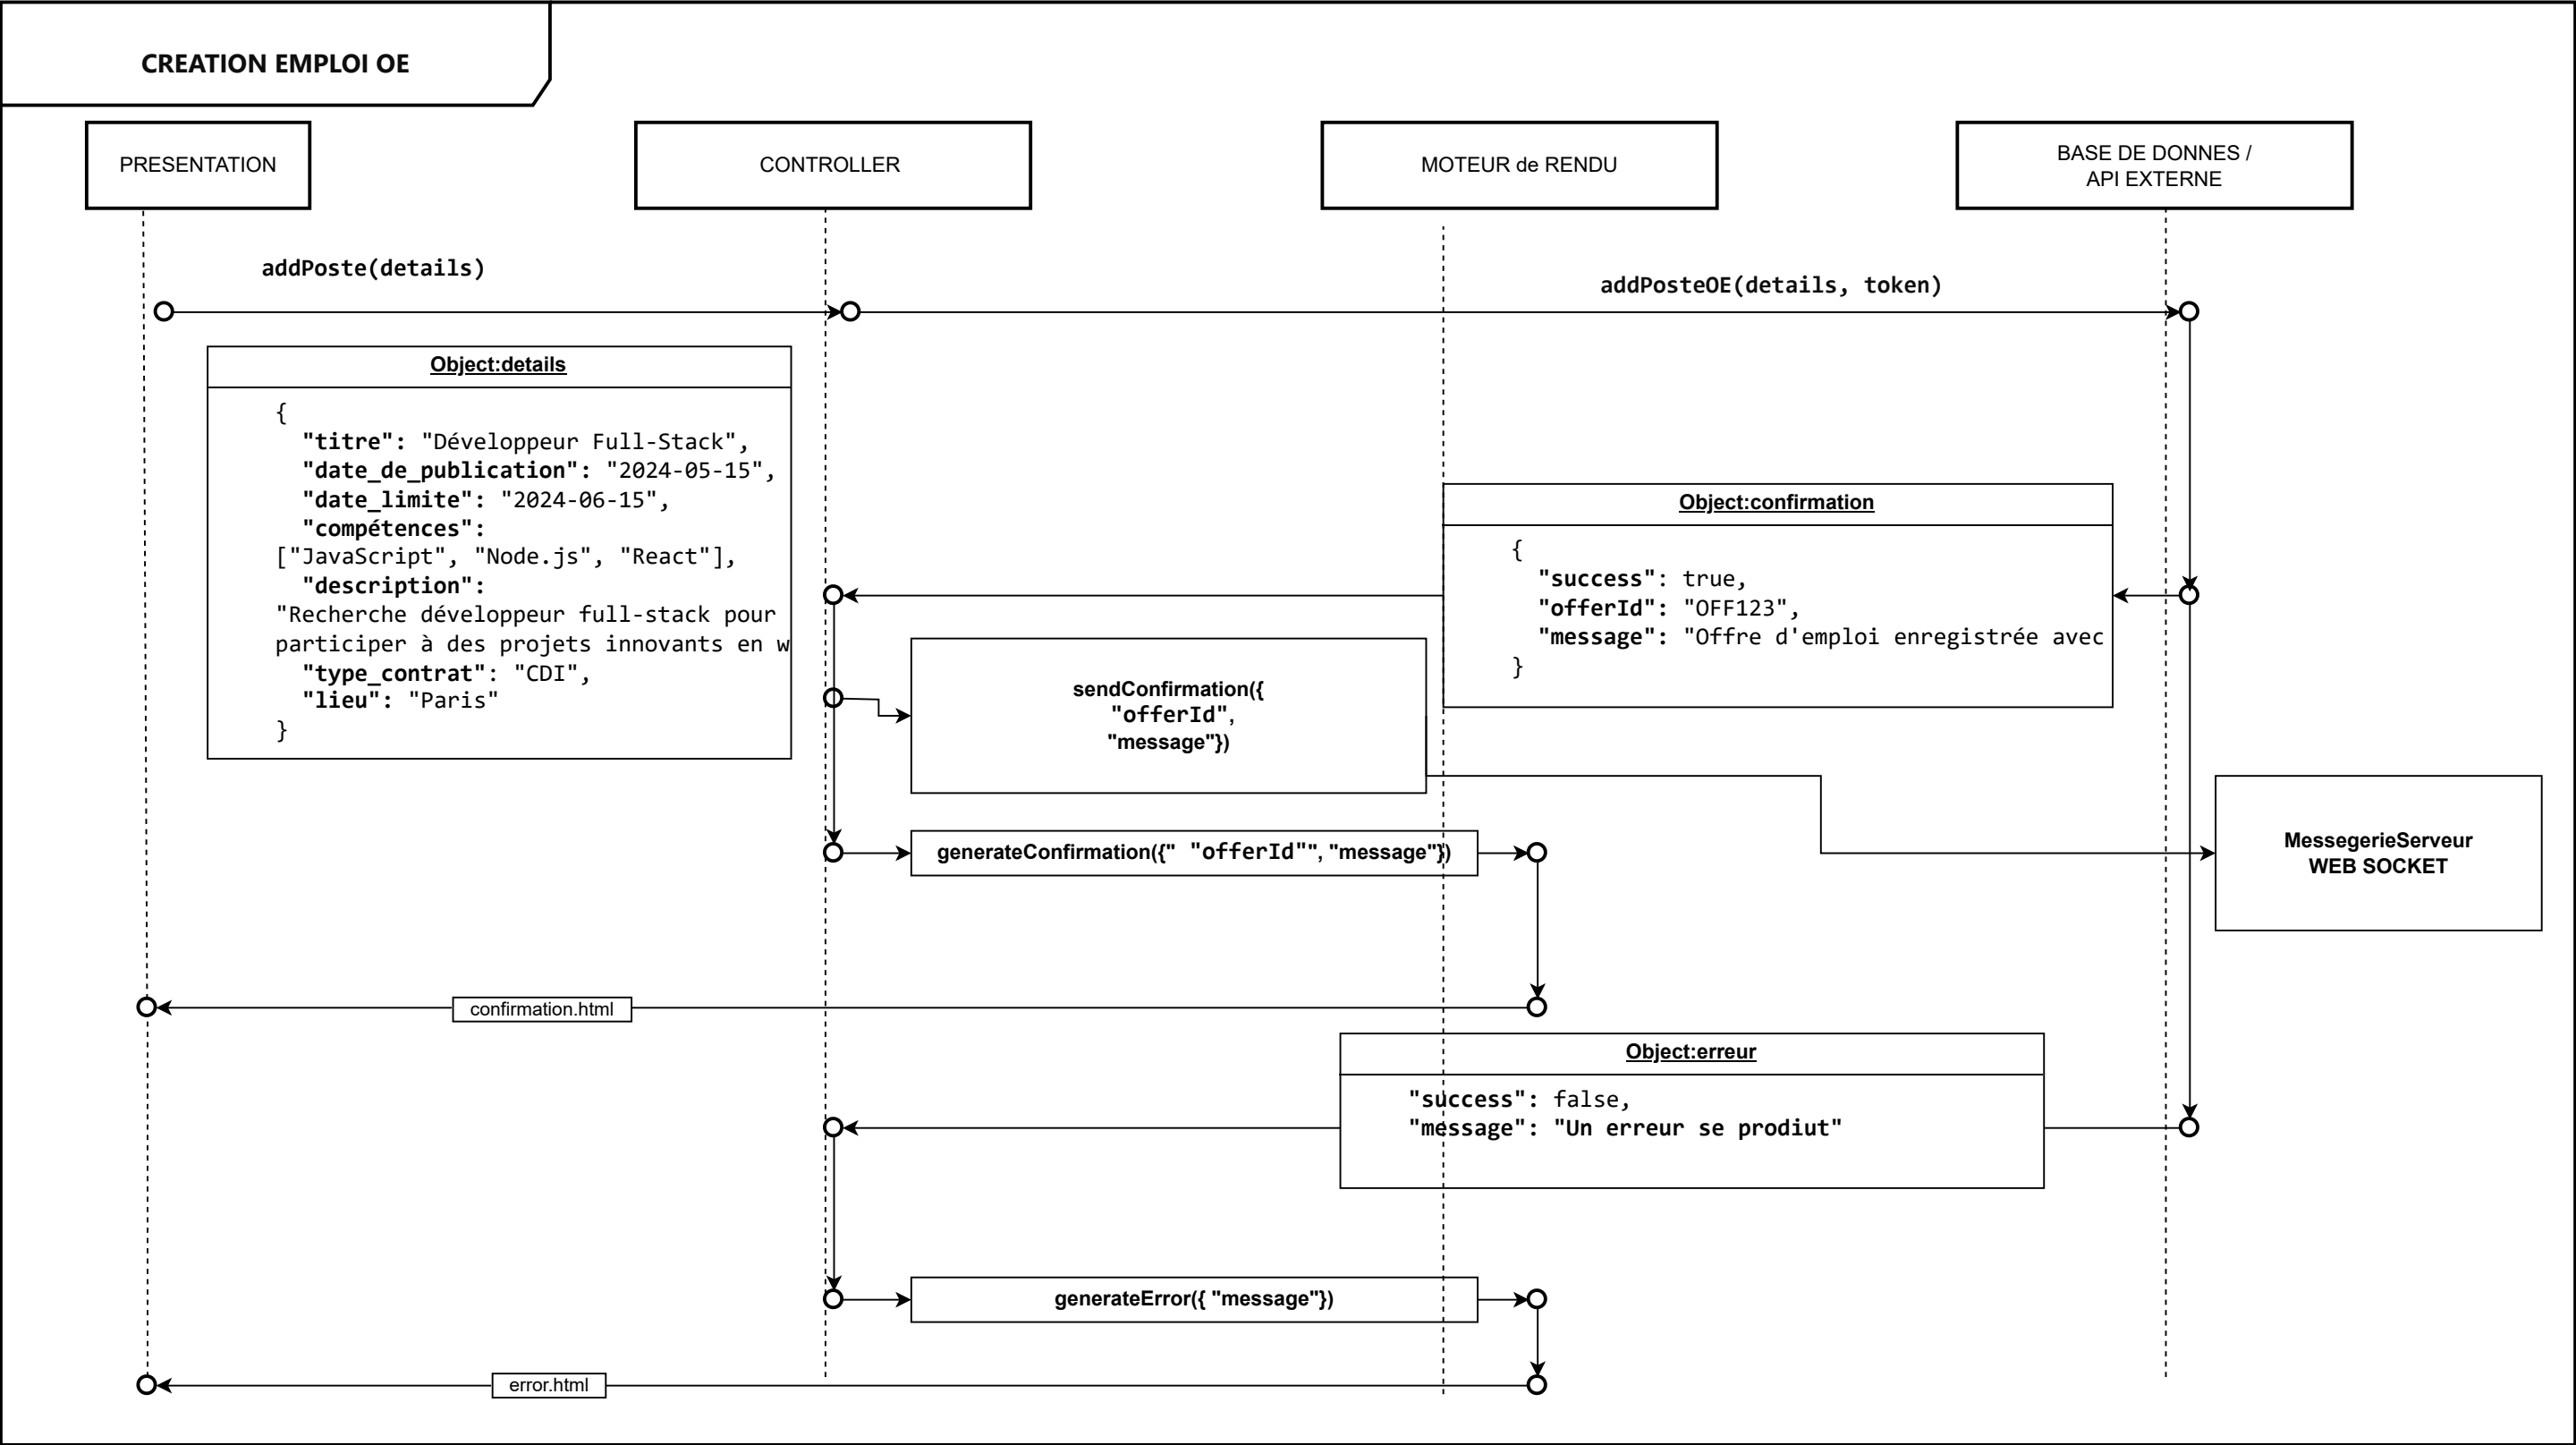 CREATION EMPLOI OE
PRESENTATION
CONTROLLER
MOTEUR de RENDU
BASE DE DONNES /
API EXTERNE
addPoste(details)
addPosteOE(details, token)
Object:details
{
"titre": "Développeur Full-Stack",
"date_de_publication": "2024-05-15",
"date_limite": "2024-06-15",
"compétences":
["JavaScript", "Node.js", "React"],
"description":
"Recherche développeur full-stack pour
participer à des projets innovants en w
"type_contrat": "CDI",
"lieu": "Paris"
}
Object:confirmation
{
"success": true,
"offerId": "OFF123",
"message": "Offre d'emploi enregistrée avec
}
sendConfirmation({
"offerId",
"message"})
generateConfirmation({" "offerId"", "message"})
MessegerieServeur
WEB SOCKET
confirmation.html
Object:erreur
"success": false,
"message": "Un erreur se prodiut"
generateError({ "message"})
error.html